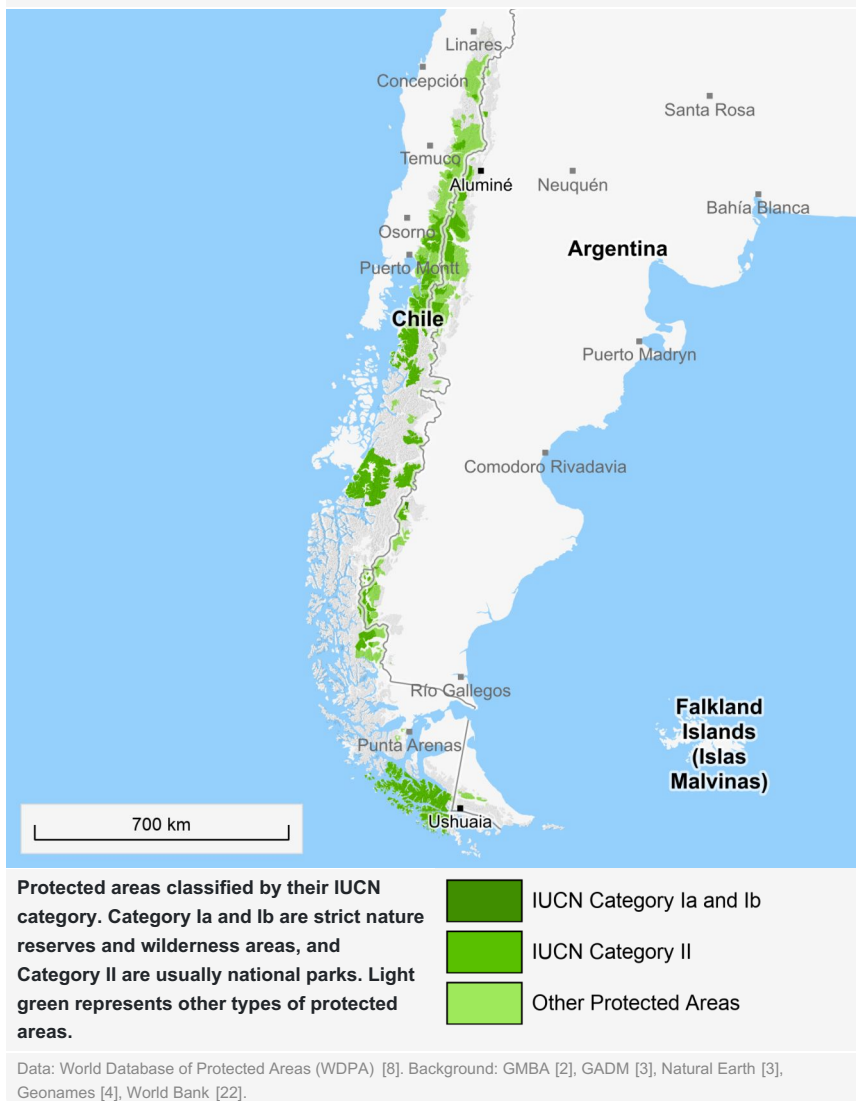 Linares
Concepción
Santa Rosa
Temuco
Aluminé
Neuquén
Bahía Blanca
Osorno
Argentina
Puerto Montt
Chile
Puerto Madryn
Comodoro Rivadavia
Río Gallegos
Falkland
Islands
(Islas
Malvinas)
Punta Arenas
700 km
Ushuaia
Protected areas classified by their IUCN
category. Category Ia and Ib are strict nature
reserves and wilderness areas, and
Category II are usually national parks. Light
green represents other types of protected
areas.
IUCN Category Ia and Ib
IUCN Category II
Other Protected Areas
Data: World Database of Protected Areas (WDPA) [8]. Background: GMBA [2], GADM [3], Natural Earth [3],
Geonames [4], World Bank [22].